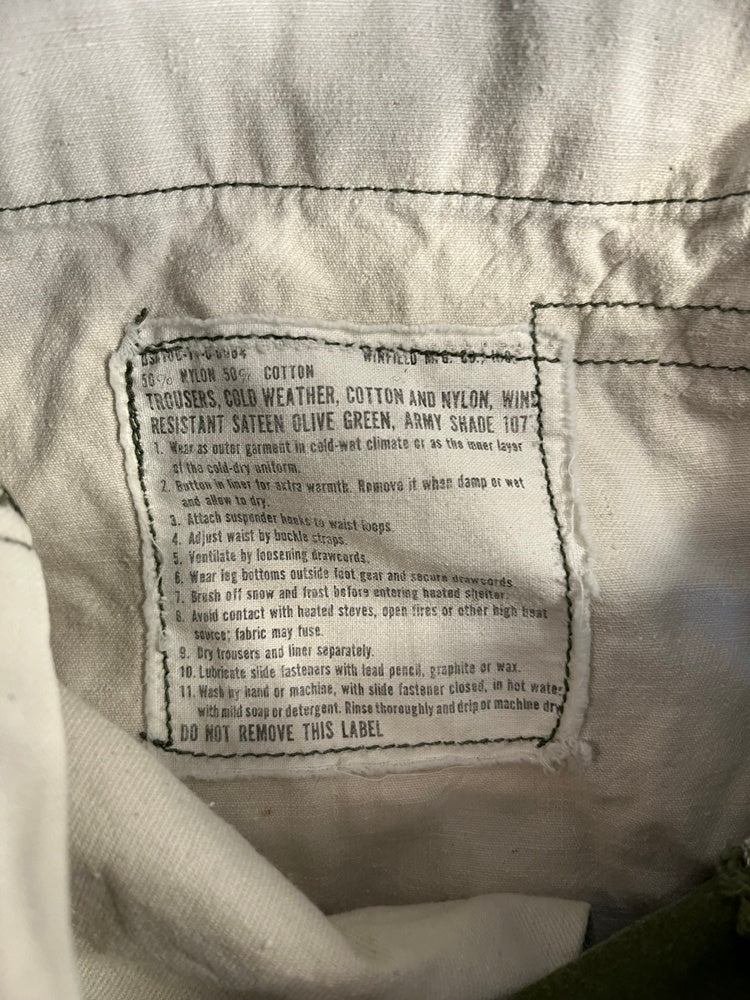 50% NYLON 50% COTTON
TROUSERS, COLD WEATHER, COTTON AND NYLON, WIND
RESISTANT SATEEN OLIVE GREEN, ARMY SHADE 107
1. Wear as outer garment in cold-wet climate or as the inner layer
of the cold-dry uniform.
2. Button in liner for extra warmth. Remove it when damp or wet
and allow to dry.
3. Attach suspender hooks to waist loops.
4. Adjust waist by buckle straps.
5. Ventilate by loosening drawcords.
6. Wear leg bottoms outside foot gear and secure drawcords.
7. Brush off snow and frost before entering heated shelter.
8. Avoid contact with heated stoves, open fires or other high heat
source; fabric may fuse.
9. Dry trousers and liner separately.
10. Lubricate slide fasteners with lead pencil, graphite or wax.
11. Wash by hand or machine, with slide fastener closed, in hot water
with mild soap or detergent. Rinse thoroughly and drip or machine dry
DO NOT REMOVE THIS LABEL